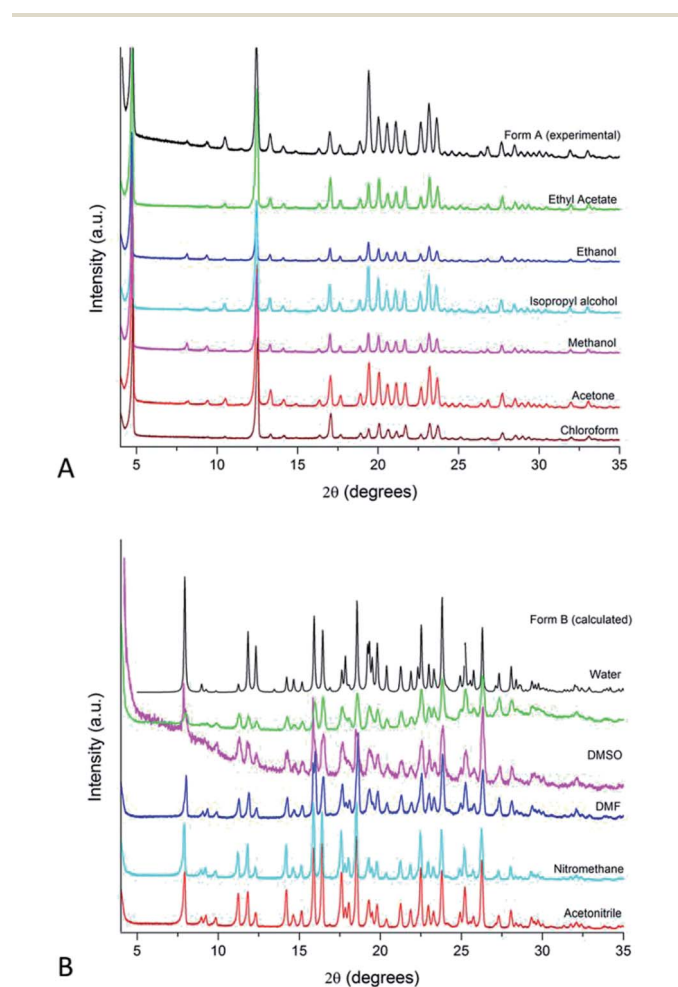 Intensity (a.u.)
Form A (experimental)
Ethyl Acetate
Ethanol
Isopropyl alcohol
Methanol
Acetone
Chloroform
5 10 15 20 25 30 35
A
2θ (degrees)
Intensity (a.u.)
Form B (calculated)
Water
DMSO
DMF
Nitromethane
Acetonitrile
5 10 15 20 25 30 35
B
2θ (degrees)